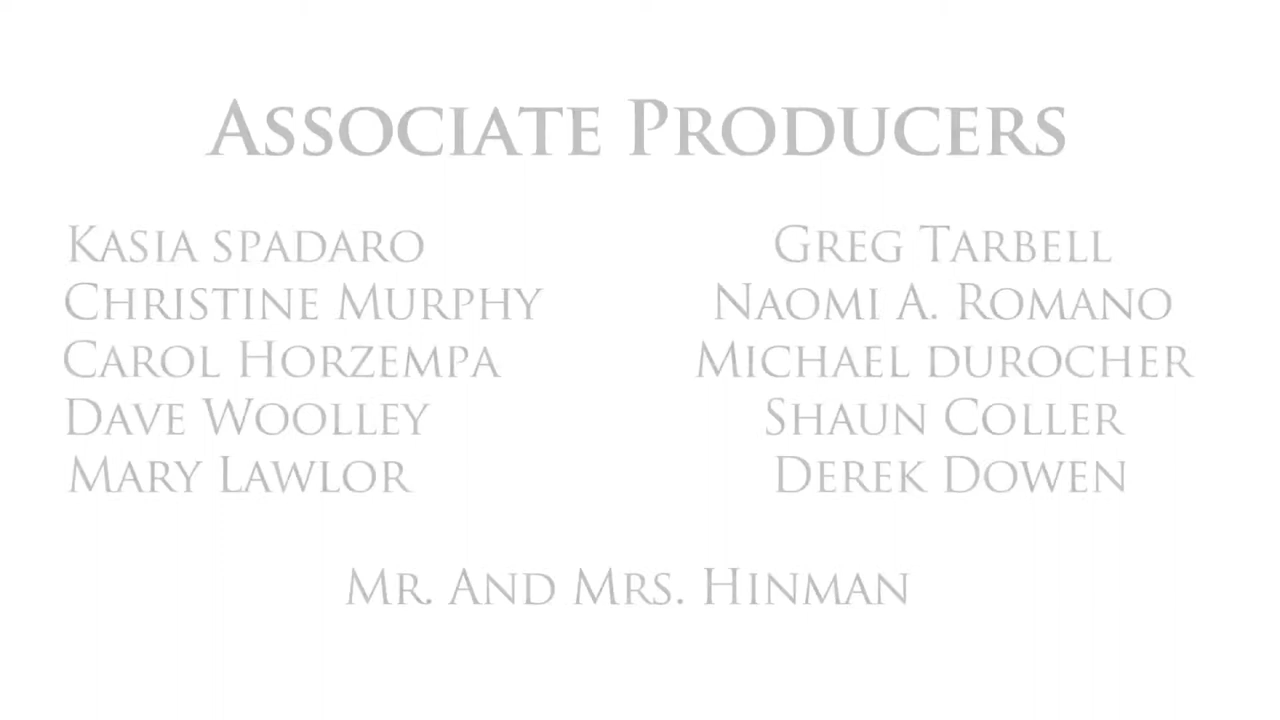 Associate Producers
Kasia spadaro
Christine Murphy
Carol Horzempa
Dave Woolley
Mary Lawlor
Greg Tarbell
Naomi A. Romano
Michael durocher
Shaun Coller
Derek Dowen
Mr. And Mrs. Hinman